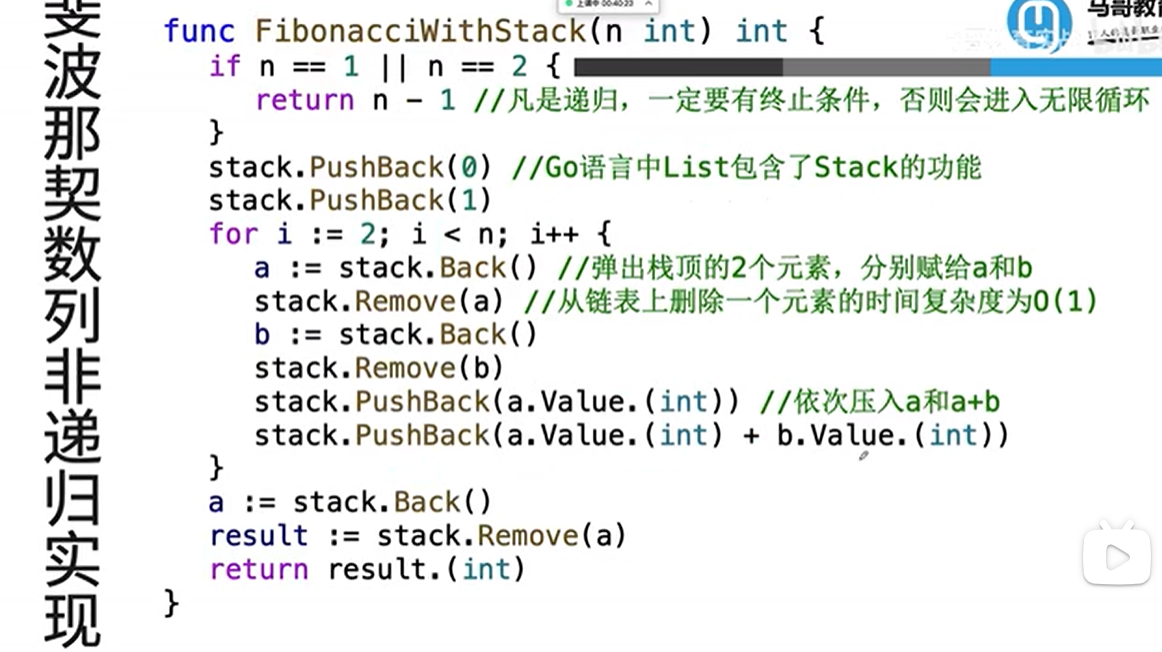 斐波那契数列非递归实现
上课中 00:40:23
马哥教育
func FibonacciWithStack(n int) int {
if n == 1 || n == 2 {
return n - 1 //凡是递归，一定要有终止条件，否则会进入无限循环
}
stack.PushBack(0) //Go语言中List包含了Stack的功能
stack.PushBack(1)
for i := 2; i < n; i++ {
a := stack.Back() //弹出栈顶的2个元素，分别赋给a和b
stack.Remove(a) //从链表上删除一个元素的时间复杂度为O(1)
b := stack.Back()
stack.Remove(b)
stack.PushBack(a.Value.(int)) //依次压入a和a+b
stack.PushBack(a.Value.(int) + b.Value.(int))
}
a := stack.Back()
result := stack.Remove(a)
return result.(int)
}